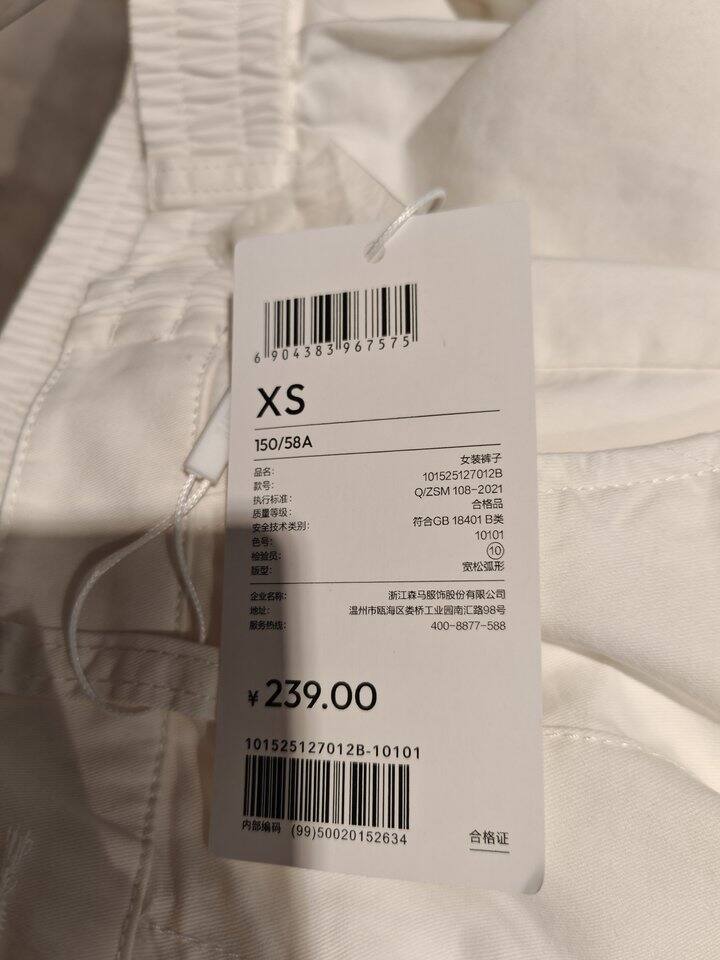 6 904383 967575
XS
150/58A
品名： 女装裤子
款号： 101525127012B
执行标准： Q/ZSM 108-2021
质量等级： 合格品
安全技术类别： 符合GB 18401 B类
色号： 10101
检验员： ⑩
版型： 宽松弧形
企业名称： 浙江森马服饰股份有限公司
地址： 温州市瓯海区娄桥工业园南汇路98号
服务热线： 400-8877-588
¥ 239.00
101525127012B-10101
内部编码 (99)50020152634
合格证